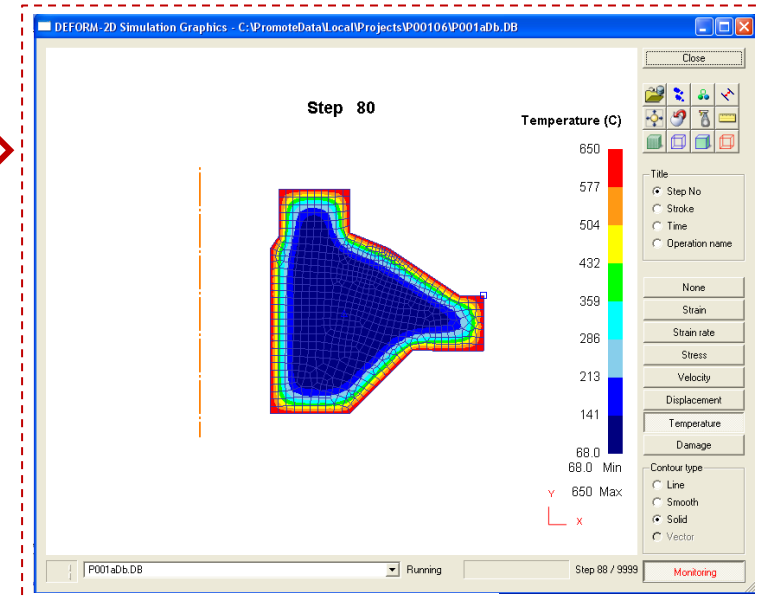 DEFORM-2D Simulation Graphics - C:\PromoteData\Local\Projects\P00106\P001aDb.DB
Close
Step 80
Temperature (C)
650
577
504
432
359
286
213
141
68.0
68.0 Min
650 Max
Y
X
Title
Step No
Stroke
Time
Operation name
None
Strain
Strain rate
Stress
Velocity
Displacement
Temperature
Damage
Contour type
Line
Smooth
Solid
Vector
P001aDb.DB
Running
Step 88 / 9999
Monitoring